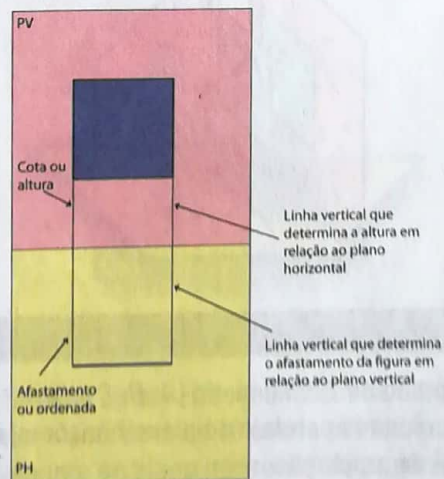 PV
Cota ou
altura
Linha vertical que
determina a altura em
relação ao plano
horizontal
Linha vertical que determina
o afastamento da figura em
relação ao plano vertical
Afastamento
ou ordenada
PH